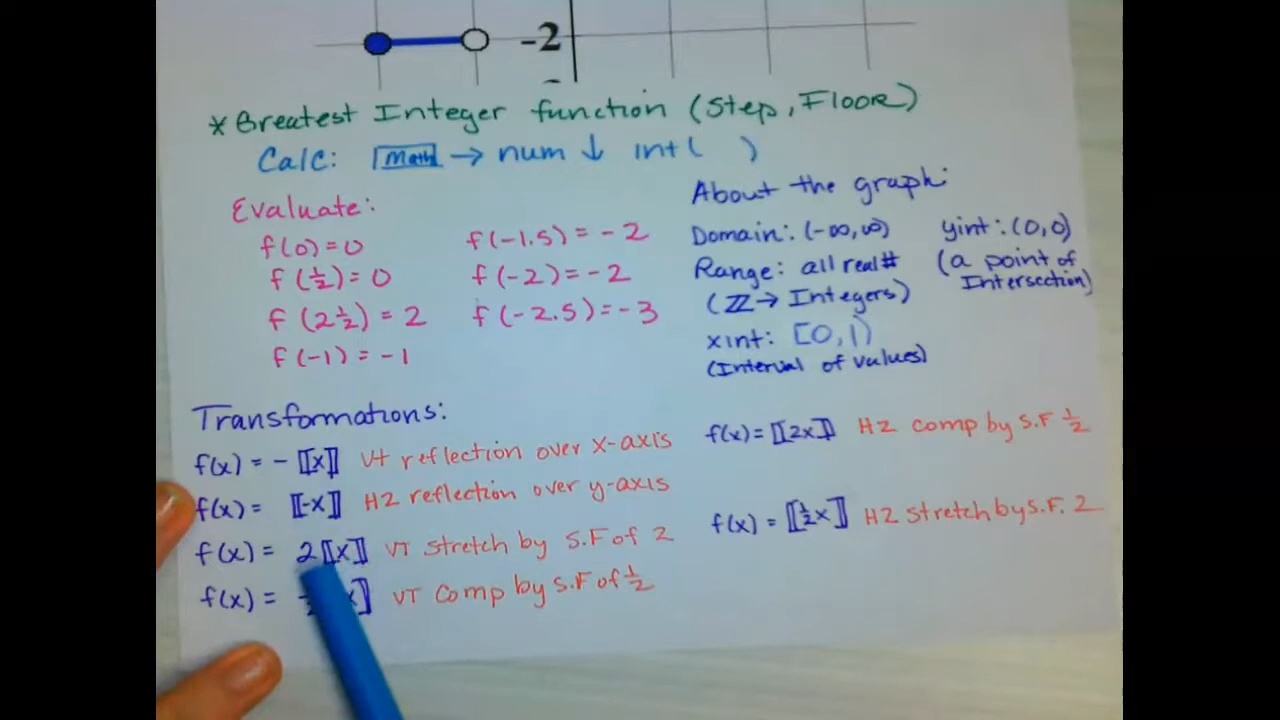 -2
*Greatest Integer function (Step, Floor)
Calc: Math → num ↓ int( )
Evaluate:
f(0)=0
f(½)=0
f(2½)=2
f(-1)=-1
f(-1.5)=-2
f(-2)=-2
f(-2.5)=-3
About the graph:
Domain: (-∞,∞)
Range: all real#
(ℤ→ Integers)
xint: [0,1)
(Interval of values)
yint: (0,0)
(a point of
Intersection)
Transformations:
f(x) = -⟦x⟧ VT reflection over x-axis
f(x) = ⟦-x⟧ HZ reflection over y-axis
f(x) = 2⟦x⟧ VT stretch by S.F of 2
f(x) = ⟧ VT comp by S.F of ½
f(x) = ⟦2x⟧ HZ comp by S.F ½
f(x) = ⟦½x⟧ HZ stretch by S.F. 2